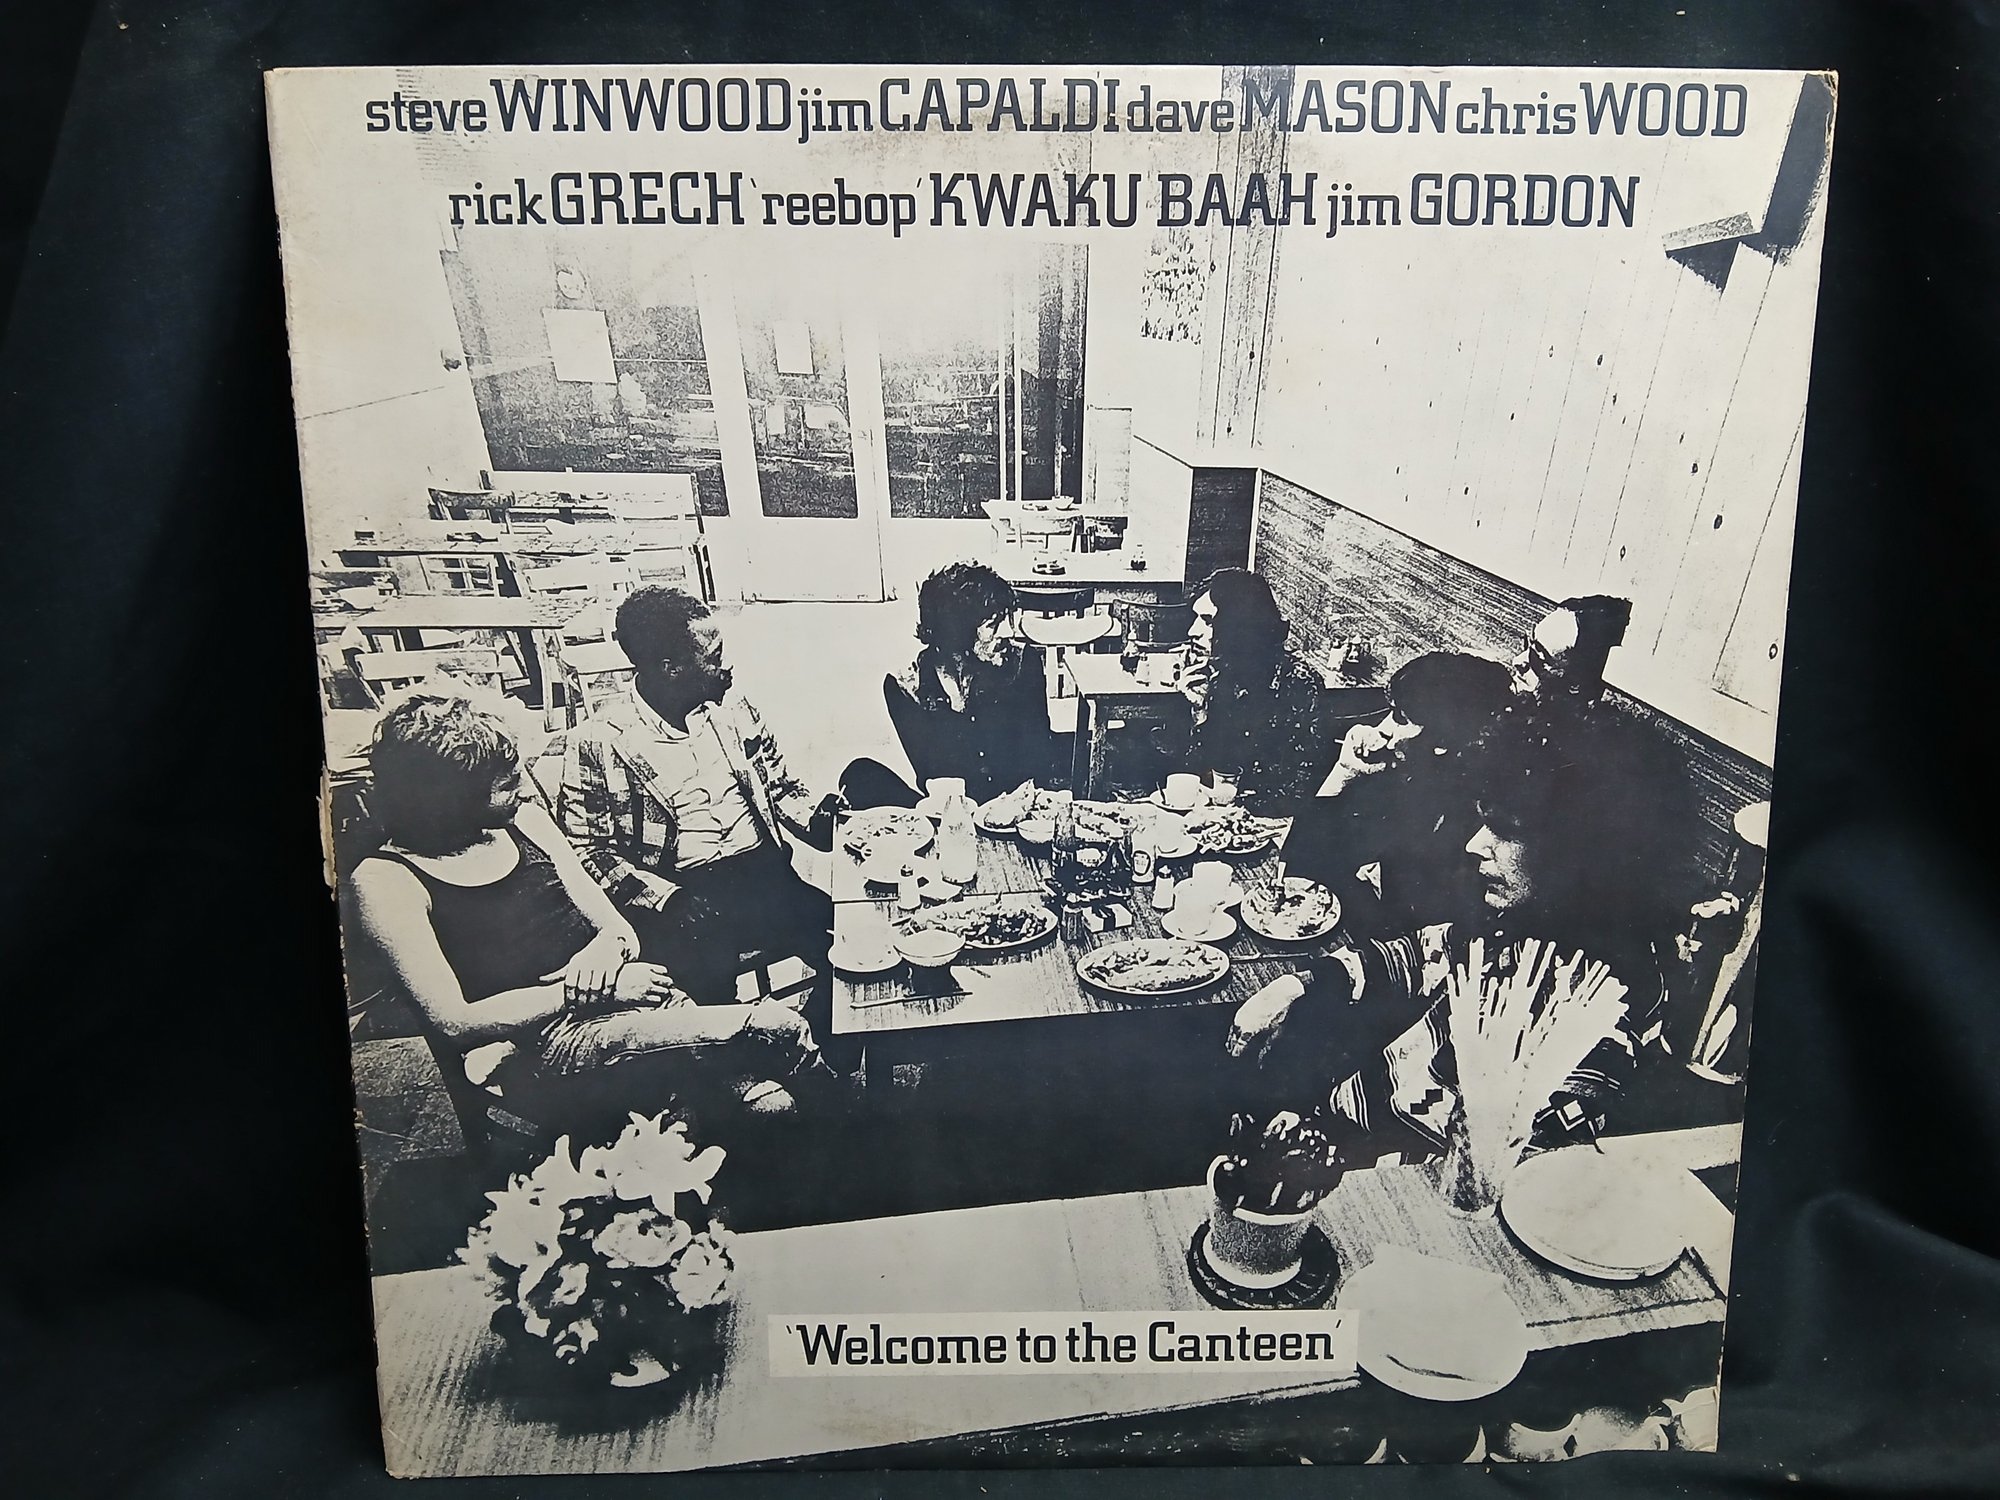 steve WINWOOD jim CAPALDI dave MASON chris WOOD
rick GRECH 'reebop' KWAKU BAAH jim GORDON
'Welcome to the Canteen'